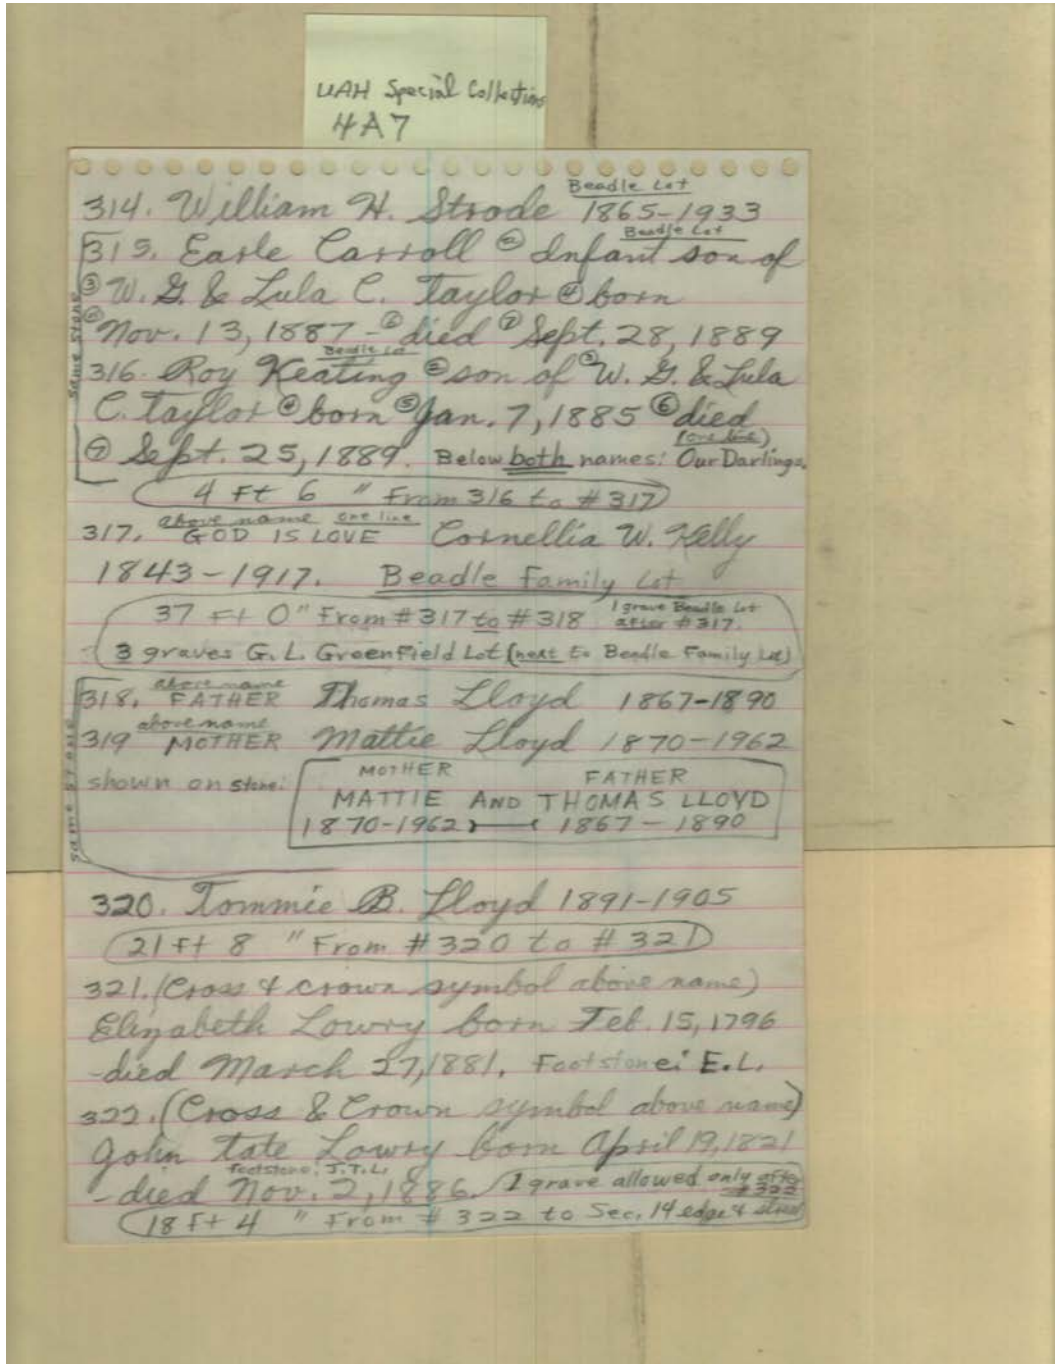 UAH Special Collections
4A7
Beadle Lot
314. William H. Strode 1865-1933
Beadle Lot
315. Earle Carroll ② Infant son of
③ W. G. & Lula C. Taylor ④ born
⑤ Nov. 13, 1887 - ⑥ died ⑦ Sept. 28, 1889
Beadle Lot
316. Roy Keating ② son of ③ W. G. & Lula
C. Taylor ④ born ⑤ Jan. 7, 1885 ⑥ died
(one line)
⑦ Sept. 25, 1889. Below both names: Our Darlings.
same stone
4 Ft 6 " From 316 to # 317
above name one line
317. GOD IS LOVE Cornellia W. Kelly
1843-1917. Beadle Family Lot
37 Ft 0" From # 317 to # 318 1 grave Beadle Lot
after # 317.
3 graves G. L. Greenfield Lot (next to Beadle Family Lot)
above name
318. FATHER Thomas Lloyd 1867-1890
above name
319 MOTHER Mattie Lloyd 1870-1962
shown on stone:
MOTHER FATHER
MATTIE AND THOMAS LLOYD
1870-1962 1867-1890
same stone
320. Tommie B. Lloyd 1891-1905
21 Ft 8 " From # 320 to # 321
321. (Cross & crown symbol above name)
Elizabeth Lowry born Feb. 15, 1796
-died March 27, 1881. Footstone: E.L.
322. (Cross & Crown symbol above name)
John Tate Lowry born April 19, 1821
footstone: J.T.L.
-died Nov. 2, 1886. 1 grave allowed only after
# 322
18 Ft 4 " From # 322 to Sec. 14 edge & street